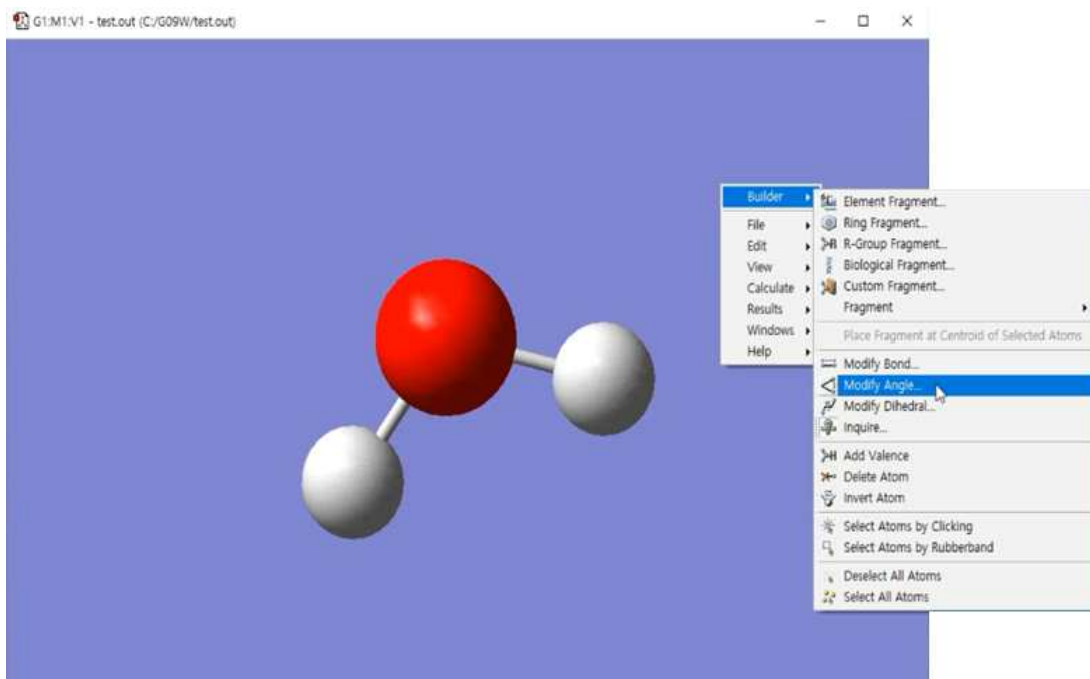 G1:M1:V1 - test.out (C:/G09W/test.out)
Builder
File
Edit
View
Calculate
Results
Windows
Help
Element Fragment...
Ring Fragment...
R-Group Fragment...
Biological Fragment...
Custom Fragment...
Fragment
Place Fragment at Centroid of Selected Atoms
Modify Bond...
Modify Angle...
Modify Dihedral...
Inquire...
Add Valence
Delete Atom
Invert Atom
Select Atoms by Clicking
Select Atoms by Rubberband
Deselect All Atoms
Select All Atoms